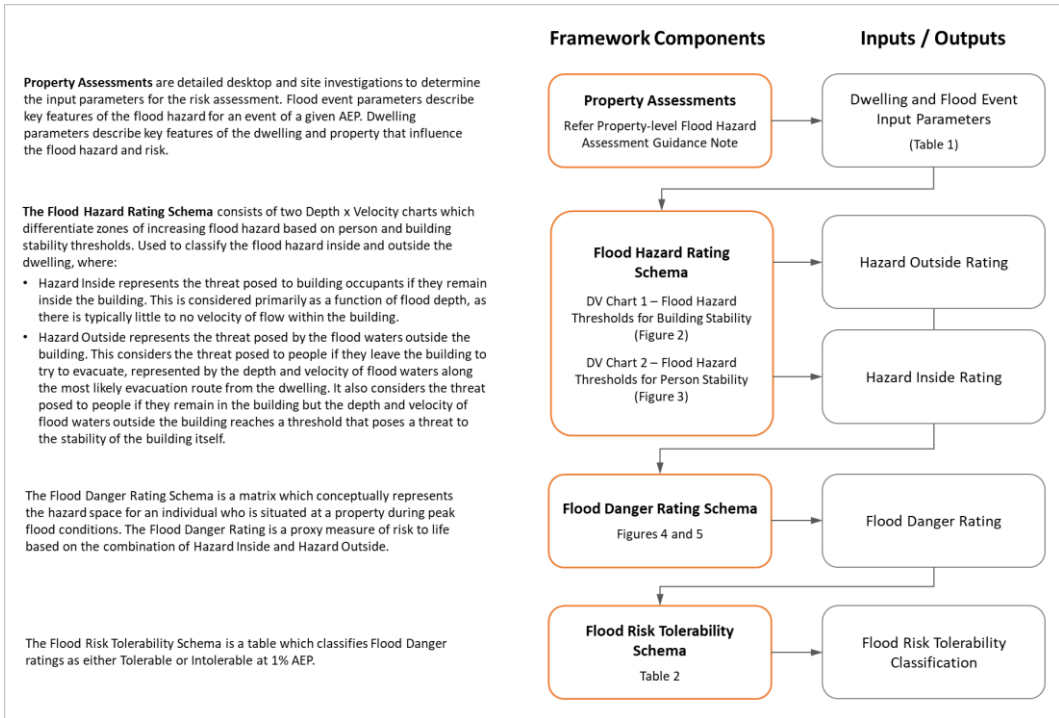 Framework Components
Inputs / Outputs
Property Assessments are detailed desktop and site investigations to determine
the input parameters for the risk assessment. Flood event parameters describe
key features of the flood hazard for an event of a given AEP. Dwelling
parameters describe key features of the dwelling and property that influence
the flood hazard and risk.
Property Assessments
Refer Property-level Flood Hazard
Assessment Guidance Note
Dwelling and Flood Event
Input Parameters
(Table 1)
The Flood Hazard Rating Schema consists of two Depth x Velocity charts which
differentiate zones of increasing flood hazard based on person and building
stability thresholds. Used to classify the flood hazard inside and outside the
dwelling, where:
• Hazard Inside represents the threat posed to building occupants if they remain
inside the building. This is considered primarily as a function of flood depth, as
there is typically little to no velocity of flow within the building.
• Hazard Outside represents the threat posed by the flood waters outside the
building. This considers the threat posed to people if they leave the building to
try to evacuate, represented by the depth and velocity of flood waters along
the most likely evacuation route from the dwelling. It also considers the threat
posed to people if they remain in the building but the depth and velocity of
flood waters outside the building reaches a threshold that poses a threat to
the stability of the building itself.
Flood Hazard Rating
Schema
DV Chart 1 – Flood Hazard
Thresholds for Building Stability
(Figure 2)
DV Chart 2 – Flood Hazard
Thresholds for Person Stability
(Figure 3)
Hazard Outside Rating
Hazard Inside Rating
The Flood Danger Rating Schema is a matrix which conceptually represents
the hazard space for an individual who is situated at a property during peak
flood conditions. The Flood Danger Rating is a proxy measure of risk to life
based on the combination of Hazard Inside and Hazard Outside.
Flood Danger Rating Schema
Figures 4 and 5
Flood Danger Rating
The Flood Risk Tolerability Schema is a table which classifies Flood Danger
ratings as either Tolerable or Intolerable at 1% AEP.
Flood Risk Tolerability
Schema
Table 2
Flood Risk Tolerability
Classification